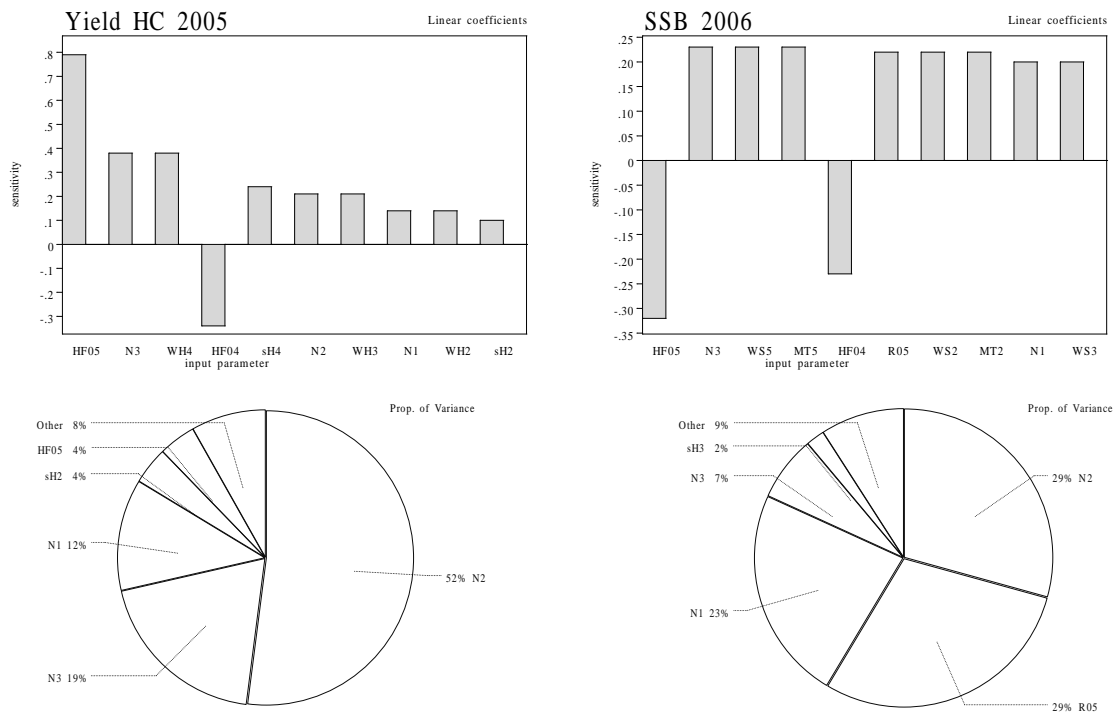 Yield HC 2005
Linear coefficients
.8
.7
.6
.5
.4
.3
.2
.1
0
-.1
-.2
-.3
sensitivity
HF05 N3 WH4 HF04 sH4 N2 WH3 N1 WH2 sH2
input parameter
SSB 2006
Linear coefficients
.25
.20
.15
.10
.05
0
-.05
-.10
-.15
-.20
-.25
-.30
-.35
sensitivity
HF05 N3 WS5 MT5 HF04 R05 WS2 MT2 N1 WS3
input parameter
Prop. of Variance
Other 8%
HF05 4%
sH2 4%
N1 12%
N3 19%
52% N2
Prop. of Variance
Other 9%
sH3 2%
N3 7%
N1 23%
29% N2
29% R05